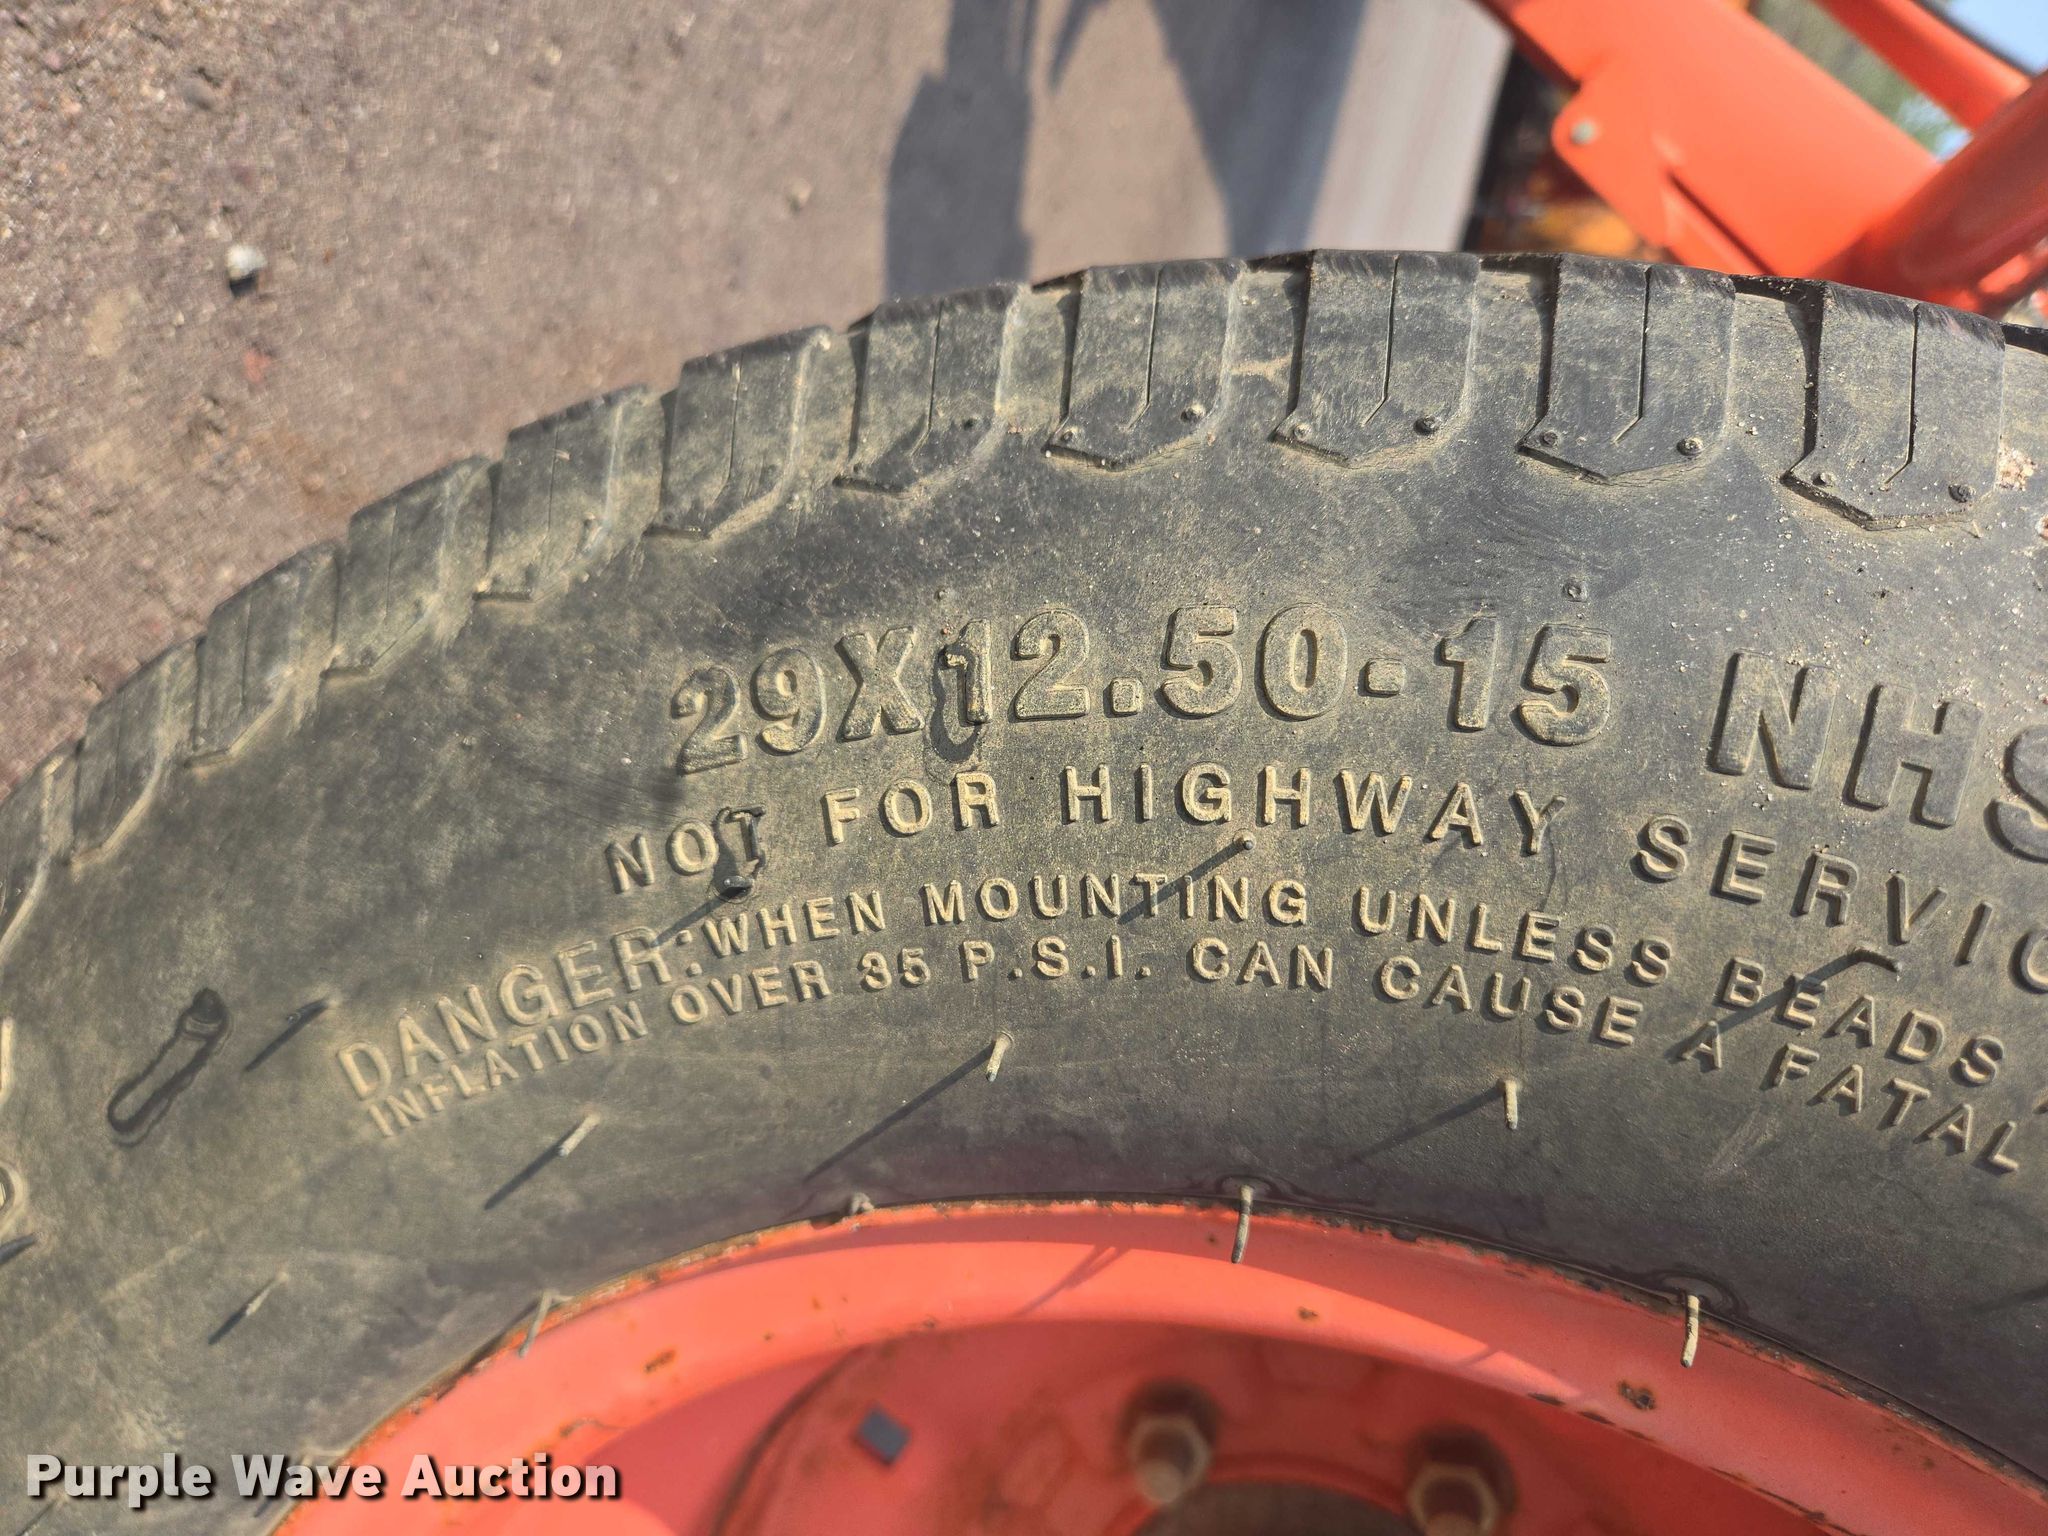 29X12.50-15 NHS
NOT FOR HIGHWAY SERVIC
DANGER: WHEN MOUNTING UNLESS BEADS
INFLATION OVER 35 P.S.I. CAN CAUSE A FATAL
Purple Wave Auction